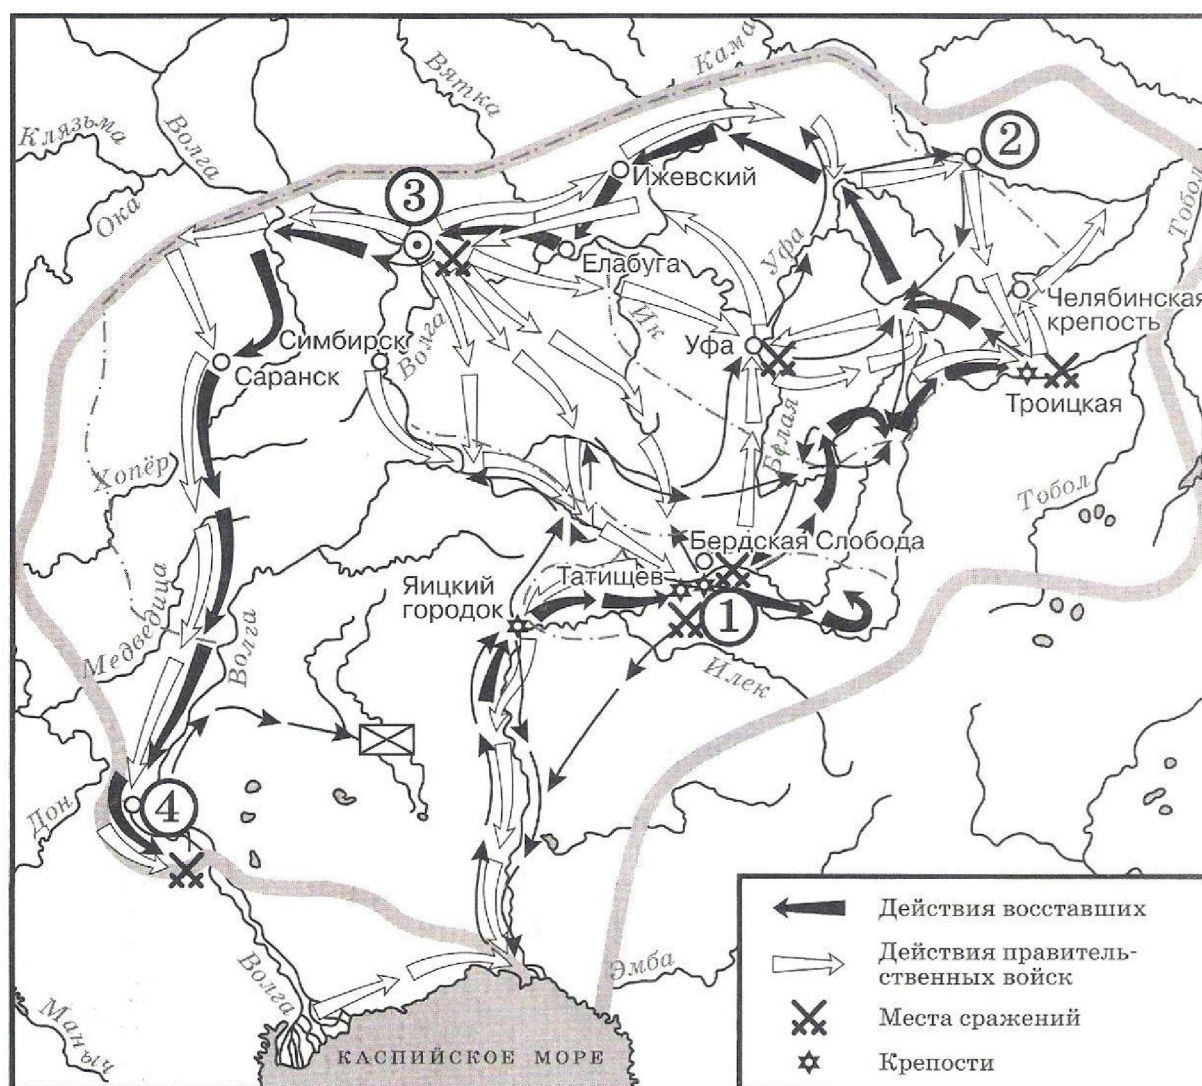 Кама
Вятка
Клязьма
Волга
2
Тобол
Ижевский
3
Ока
Уфа
Елабуга
Ик
Челябинская
крепость
Симбирск
Волга
Уфа
Саранск
Троицкая
Белая
Хопёр
Тобол
Бердская Слобода
Татищев
Яицкий
городок
1
Медведица
Волга
Илек
Дон
4
Действия восставших
Действия правитель-
ственных войск
Места сражений
Крепости
Эмба
Волга
Маныч
КАСПИЙСКОЕ МОРЕ